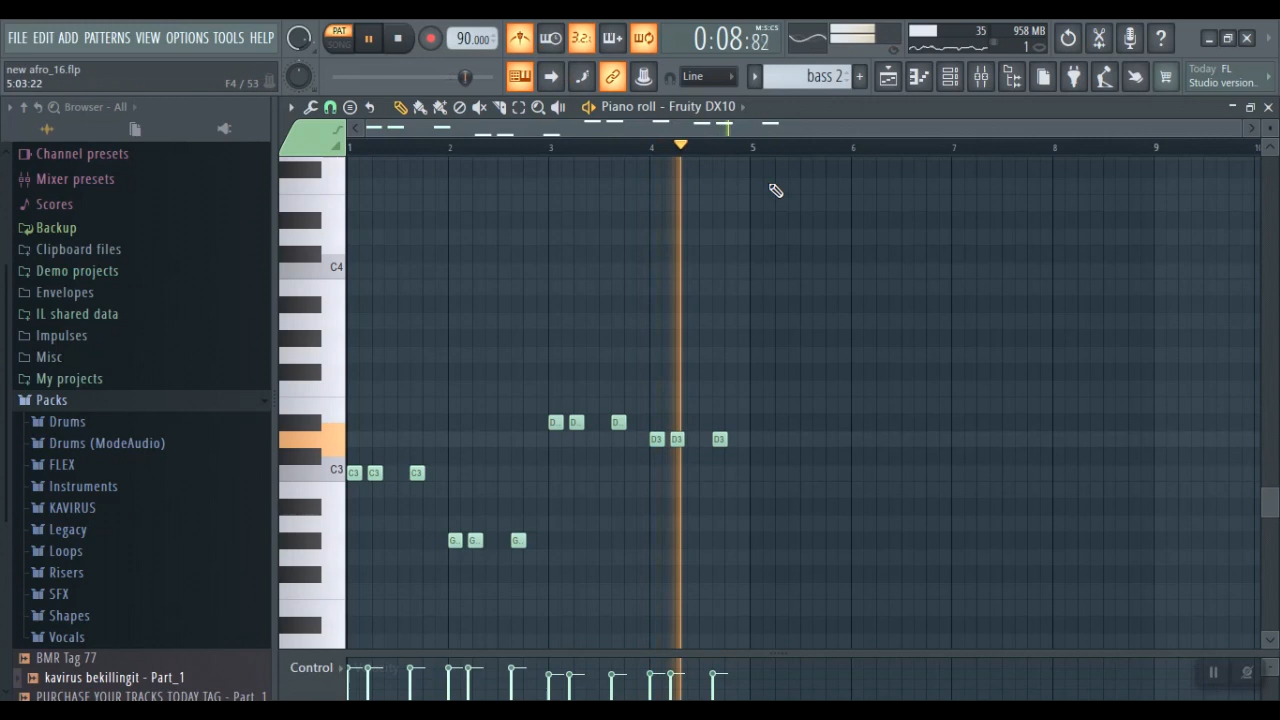 FILE EDIT ADD PATTERNS VIEW OPTIONS TOOLS HELP
PAT
SONG
90.000
3.2.1
0:08:82
M:S:CS
35
958 MB
1
new afro_16.flp
5:03:22
F4 / 53
Line
bass 2
Today FL
Studio version..
Browser - All
Piano roll - Fruity DX10
Channel presets
Mixer presets
Scores
Backup
Clipboard files
Demo projects
Envelopes
IL shared data
Impulses
Misc
My projects
Packs
Drums
Drums (ModeAudio)
FLEX
Instruments
KAVIRUS
Legacy
Loops
Risers
SFX
Shapes
Vocals
BMR Tag 77
kavirus bekillingit - Part_1
PURCHASE YOUR TRACKS TODAY TAG - Part_1
1 2 3 4 5 6 7 8 9 10
C4
D.. D.. D..
D3 D3 D3
C3
C3 C3 C3
G.. G.. G..
Control